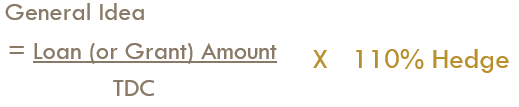 General Idea
= Loan (or Grant) Amount X 110% Hedge
TDC